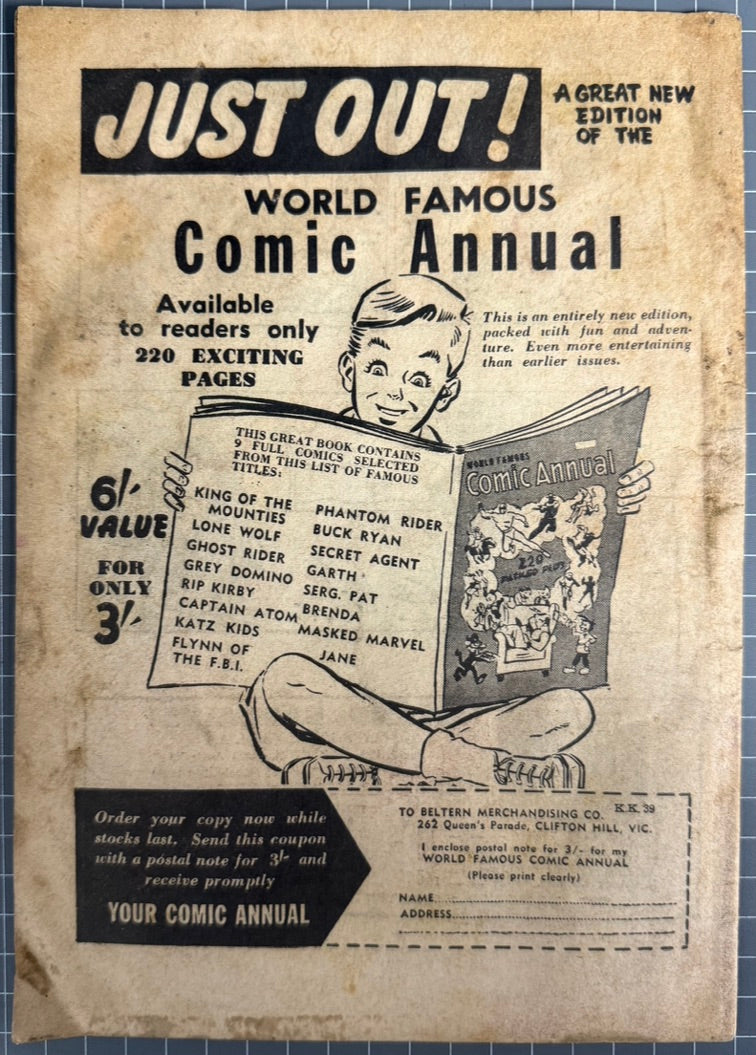 JUST OUT!
A GREAT NEW
EDITION
OF THE
WORLD FAMOUS
Comic Annual
Available
to readers only
220 EXCITING
PAGES
This is an entirely new edition,
packed with fun and adven-
ture. Even more entertaining
than earlier issues.
6/-
VALUE
FOR
ONLY
3/-
THIS GREAT BOOK CONTAINS
9 FULL COMICS SELECTED
FROM THIS LIST OF FAMOUS
TITLES:
KING OF THE
MOUNTIES
LONE WOLF
GHOST RIDER
GREY DOMINO
RIP KIRBY
CAPTAIN ATOM
KATZ KIDS
FLYNN OF
THE F.B.I.
PHANTOM RIDER
BUCK RYAN
SECRET AGENT
GARTH
SERG. PAT
BRENDA
MASKED MARVEL
JANE
WORLD FAMOUS
Comic Annual
220
PACKED PAGES
Order your copy now while
stocks last. Send this coupon
with a postal note for 3/- and
receive promptly
YOUR COMIC ANNUAL
TO BELTERN MERCHANDISING CO. K.K. 39
262 Queen's Parade, CLIFTON HILL, VIC.
I enclose postal note for 3/- for my
WORLD FAMOUS COMIC ANNUAL
(Please print clearly)
NAME
ADDRESS